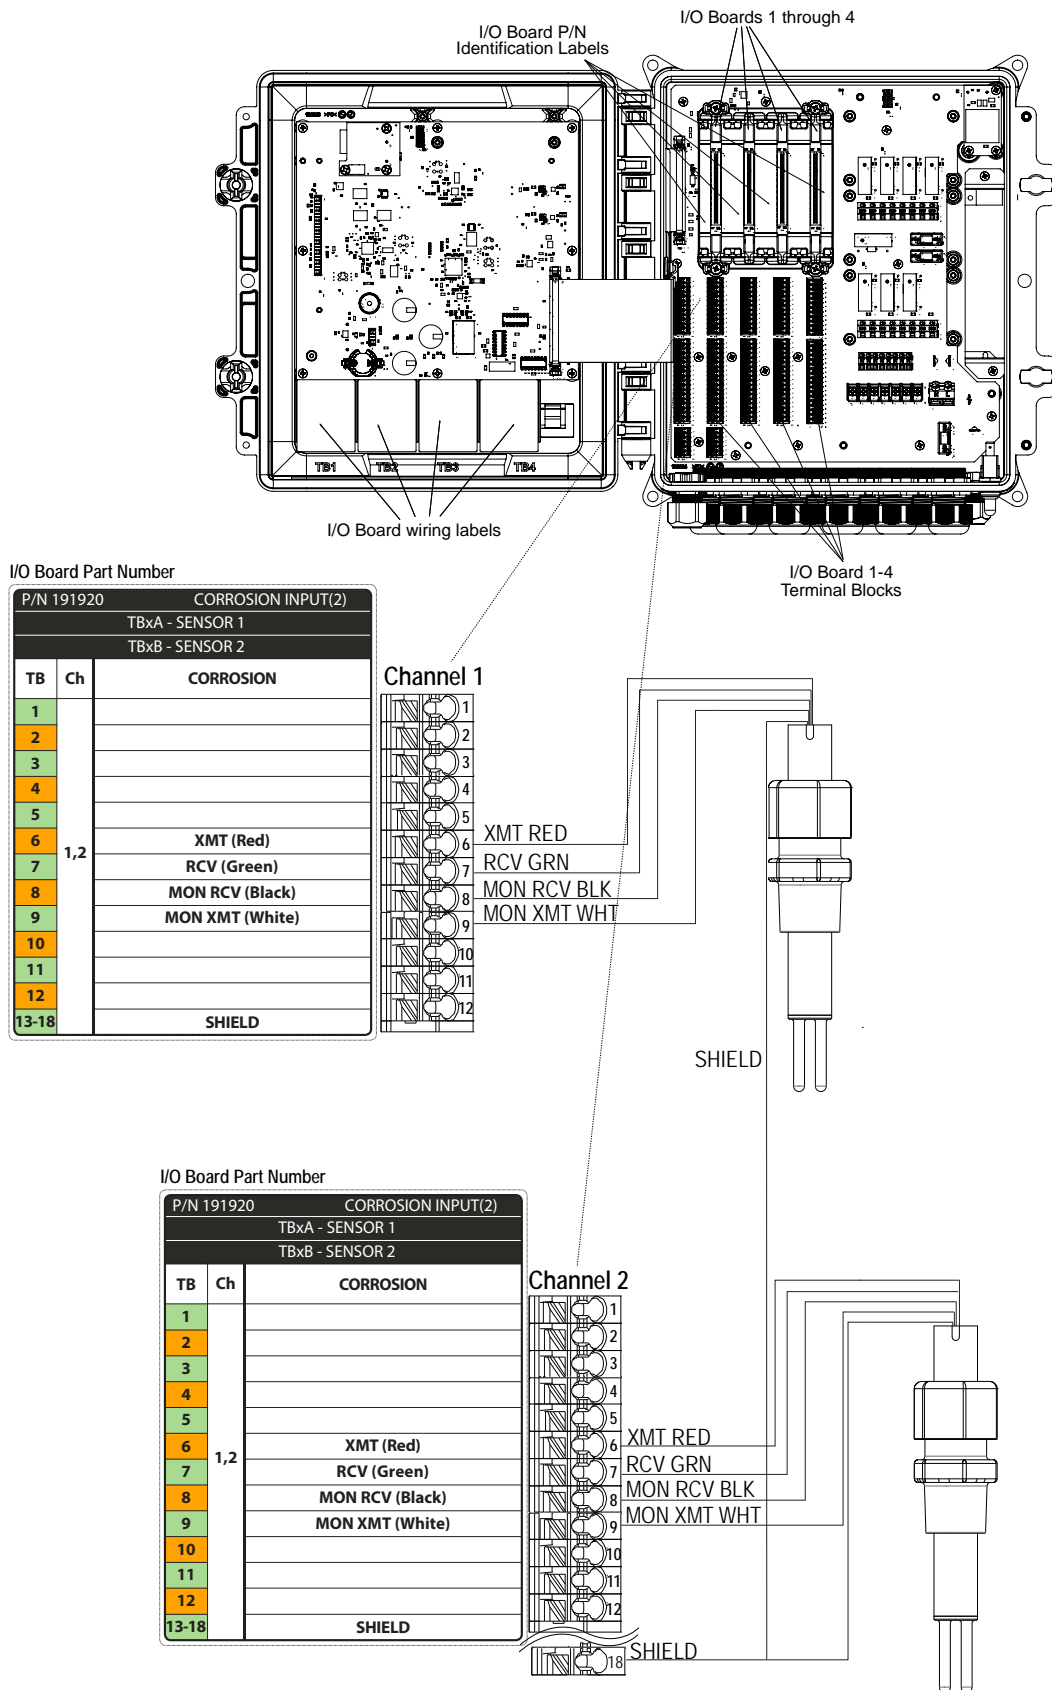 I/O Boards 1 through 4
I/O Board P/N
Identification Labels
TB1
TB2
TB3
TB4
I/O Board wiring labels
I/O Board 1-4
Terminal Blocks
I/O Board Part Number
P/N 191920 CORROSION INPUT(2)
TBxA - SENSOR 1
TBxB - SENSOR 2
TB Ch CORROSION
1
2
3
4
5
6 XMT (Red)
1,2
7 RCV (Green)
8 MON RCV (Black)
9 MON XMT (White)
10
11
12
13-18 SHIELD
Channel 1
1
2
3
4
5
6 XMT RED
7 RCV GRN
8 MON RCV BLK
9 MON XMT WHT
10
11
12
SHIELD
I/O Board Part Number
P/N 191920 CORROSION INPUT(2)
TBxA - SENSOR 1
TBxB - SENSOR 2
TB Ch CORROSION
1
2
3
4
5
6 XMT (Red)
1,2
7 RCV (Green)
8 MON RCV (Black)
9 MON XMT (White)
10
11
12
13-18 SHIELD
Channel 2
1
2
3
4
5
6 XMT RED
7 RCV GRN
8 MON RCV BLK
9 MON XMT WHT
10
11
12
18 SHIELD